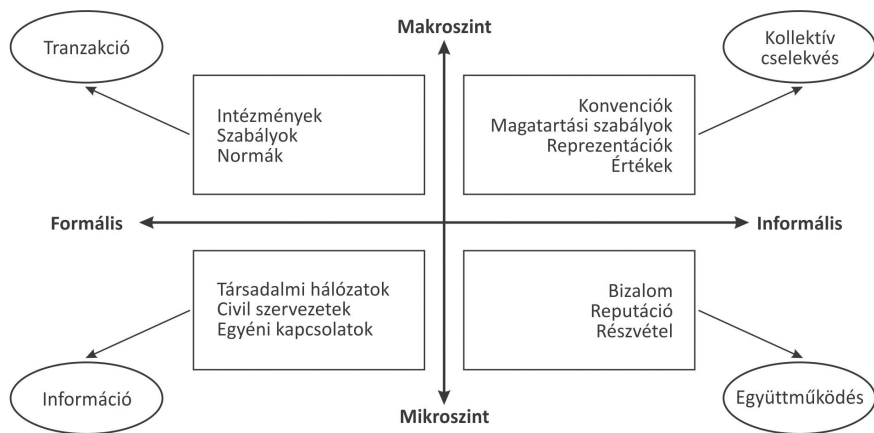 Makroszint
Tranzakció
Kollektív
cselekvés
Intézmények
Szabályok
Normák
Konvenciók
Magatartási szabályok
Reprezentációk
Értékek
Formális
Informális
Társadalmi hálózatok
Civil szervezetek
Egyéni kapcsolatok
Bizalom
Reputáció
Részvétel
Információ
Együttműködés
Mikroszint